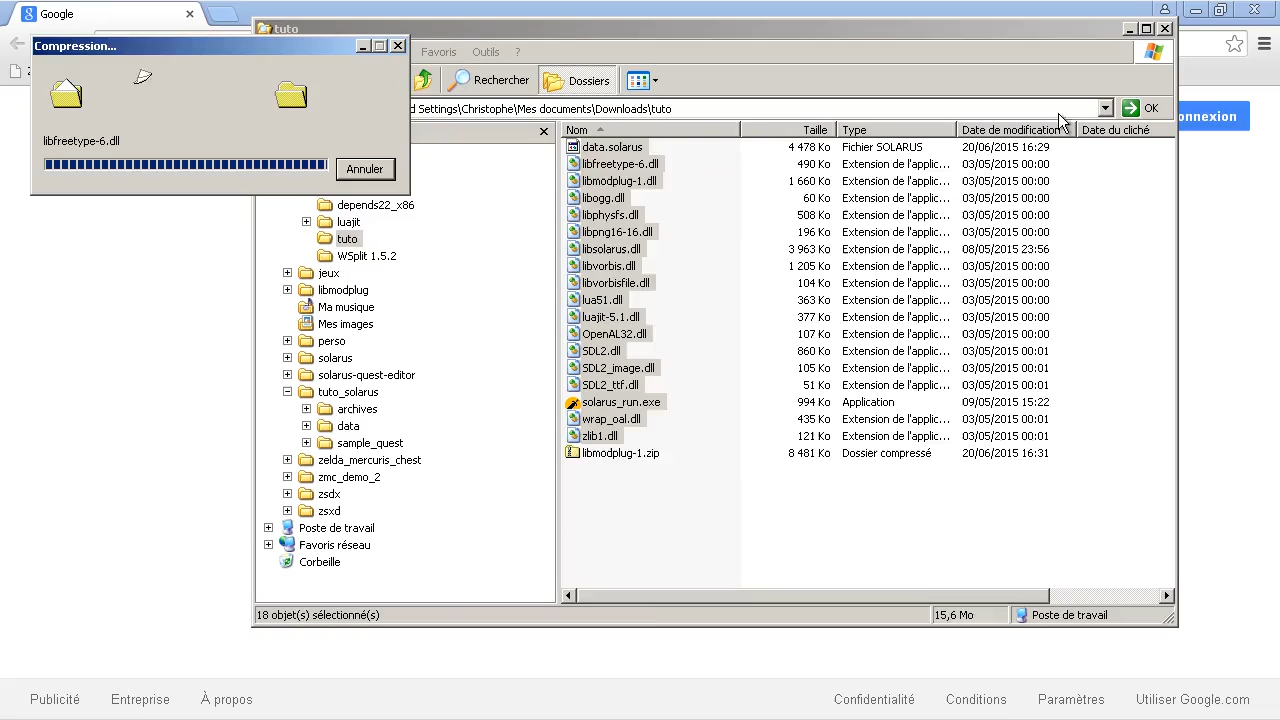 Google
tuto
Compression...
Favoris Outils ?
Rechercher Dossiers
d Settings\Christophe\Mes documents\Downloads\tuto OK
onnexion
libfreetype-6.dll
Annuler
Nom Taille Type Date de modification Date du cliché
data.solarus 4 478 Ko Fichier SOLARUS 20/06/2015 16:29
libfreetype-6.dll 490 Ko Extension de l'applic... 03/05/2015 00:00
libmodplug-1.dll 1 660 Ko Extension de l'applic... 03/05/2015 00:00
libogg.dll 60 Ko Extension de l'applic... 03/05/2015 00:00
libphysfs.dll 508 Ko Extension de l'applic... 03/05/2015 00:00
libpng16-16.dll 196 Ko Extension de l'applic... 03/05/2015 00:00
libsolarus.dll 3 963 Ko Extension de l'applic... 08/05/2015 23:56
libvorbis.dll 1 205 Ko Extension de l'applic... 03/05/2015 00:00
libvorbisfile.dll 104 Ko Extension de l'applic... 03/05/2015 00:00
lua51.dll 363 Ko Extension de l'applic... 03/05/2015 00:00
luajit-5.1.dll 377 Ko Extension de l'applic... 03/05/2015 00:00
OpenAL32.dll 107 Ko Extension de l'applic... 03/05/2015 00:01
SDL2.dll 860 Ko Extension de l'applic... 03/05/2015 00:01
SDL2_image.dll 105 Ko Extension de l'applic... 03/05/2015 00:01
SDL2_ttf.dll 51 Ko Extension de l'applic... 03/05/2015 00:01
solarus_run.exe 994 Ko Application 09/05/2015 15:22
wrap_oal.dll 435 Ko Extension de l'applic... 03/05/2015 00:01
zlib1.dll 121 Ko Extension de l'applic... 03/05/2015 00:01
libmodplug-1.zip 8 481 Ko Dossier compressé 20/06/2015 16:31
depends22_x86
luajit
tuto
WSplit 1.5.2
jeux
libmodplug
Ma musique
Mes images
perso
solarus
solarus-quest-editor
tuto_solarus
archives
data
sample_quest
zelda_mercuris_chest
zmc_demo_2
zsdx
zsxd
Poste de travail
Favoris réseau
Corbeille
18 objet(s) sélectionné(s) 15,6 Mo Poste de travail
Publicité Entreprise À propos Confidentialité Conditions Paramètres Utiliser Google.com